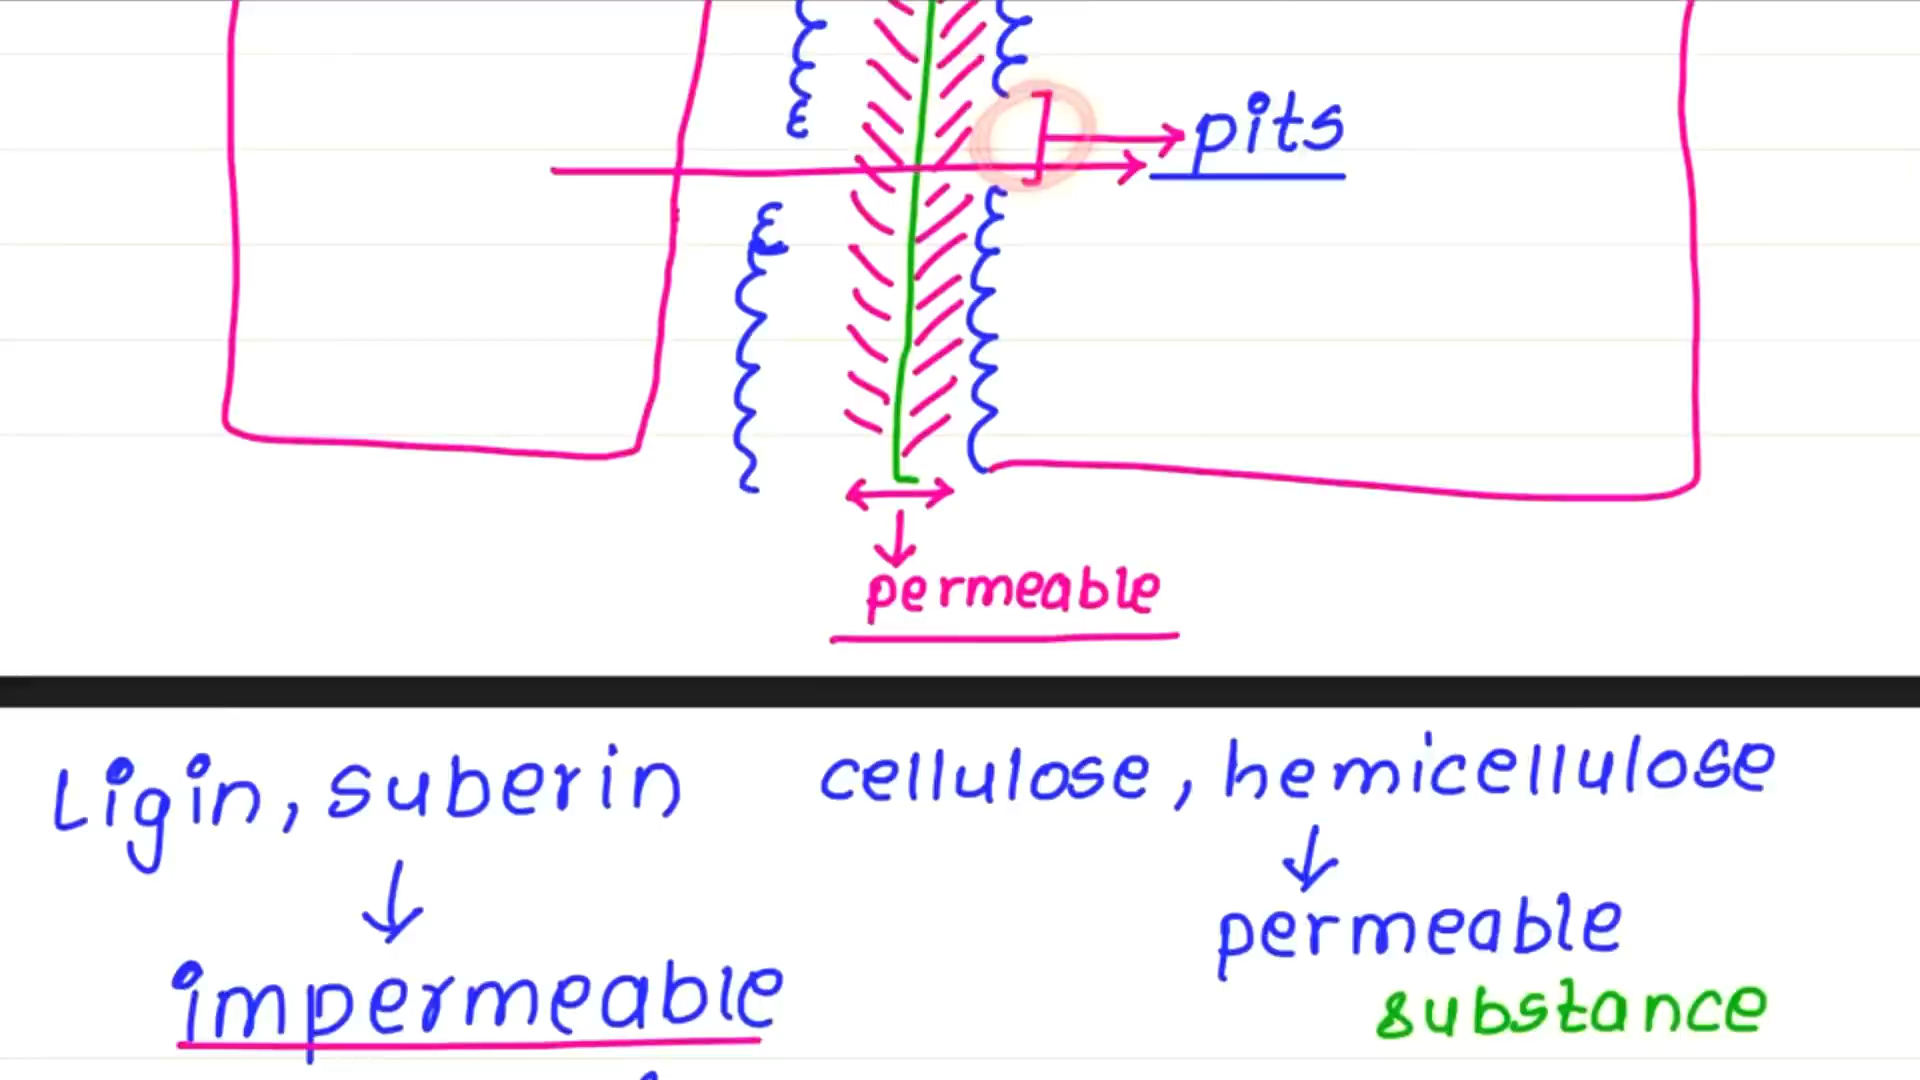 pits
permeable
Ligin, suberin cellulose, hemicellulose
impermeable permeable
substance